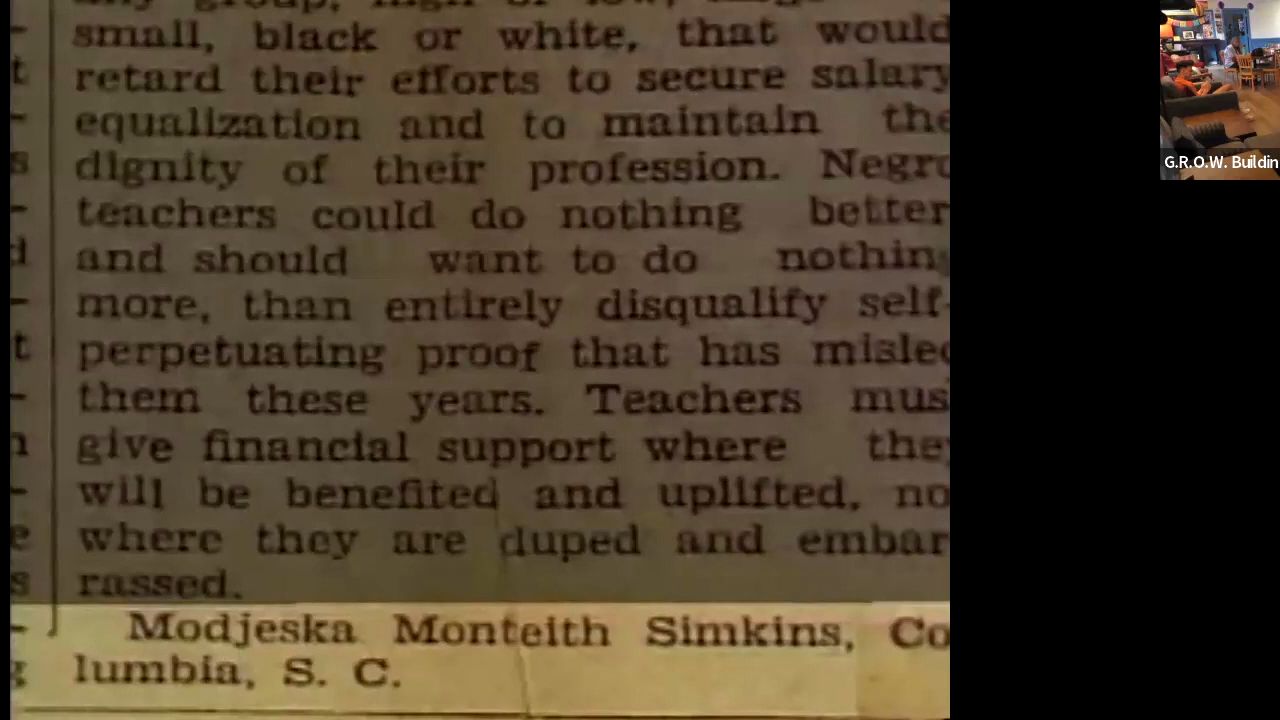 small, black or white, that would
retard their efforts to secure salary
equalization and to maintain the
dignity of their profession. Negro
teachers could do nothing better
and should want to do nothing
more, than entirely disqualify self-
perpetuating proof that has misled
them these years. Teachers mus
give financial support where they
will be benefited and uplifted, no
where they are duped and embar
rassed.
Modjeska Monteith Simkins, Co
lumbia, S. C.
G.R.O.W. Buildin